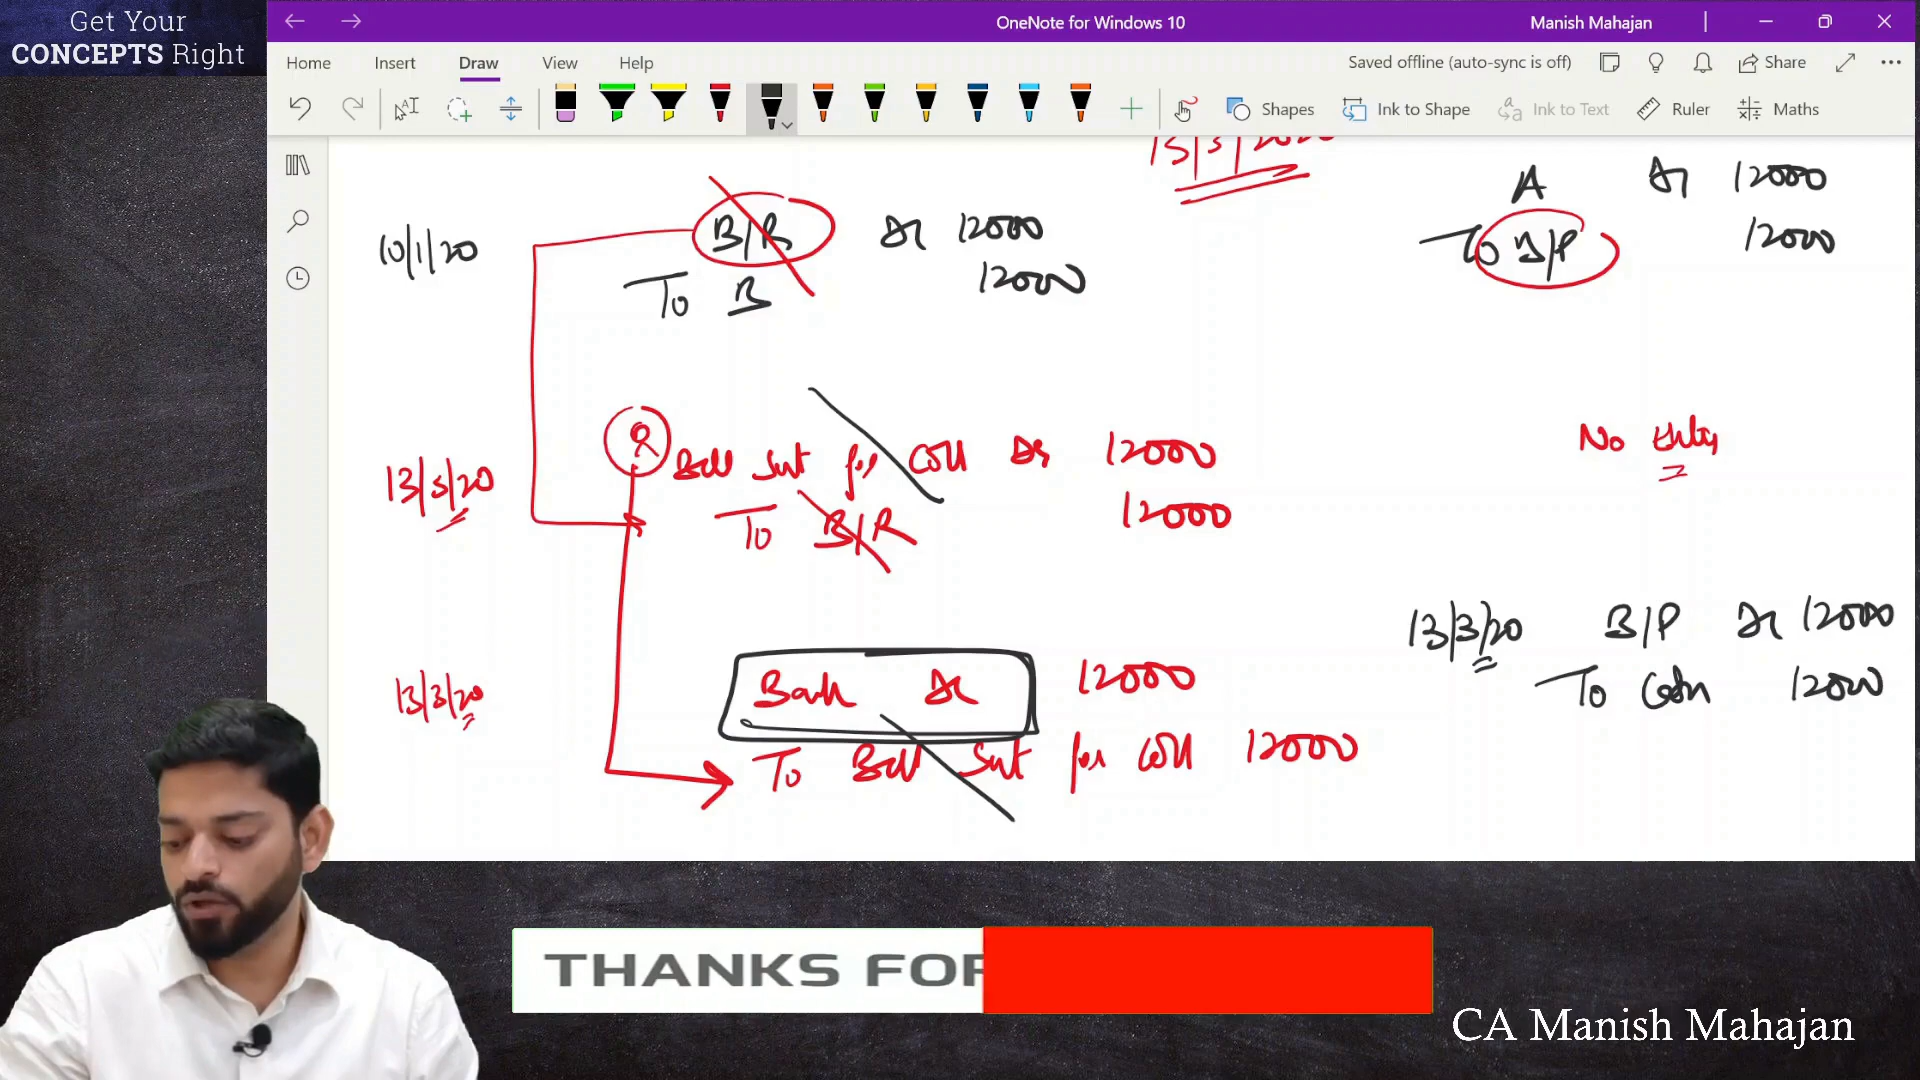 Get Your
CONCEPTS Right
OneNote for Windows 10
Manish Mahajan
Home Insert Draw View Help
Saved offline (auto-sync is off)
Share
Shapes
Ink to Shape
Ink to Text
Ruler
Maths
10/1/20 B/R Dr 12000
To B 12000
A Dr 12000
To B/P 12000
13/3/20 Bill Sent for Coll Dr 12000
To B/R 12000
No Entry
13/3/20 Bank Dr 12000
To Bill Sent for Coll 12000
13/3/20 B/P Dr 12000
To Cash 12000
THANKS FOR
CA Manish Mahajan